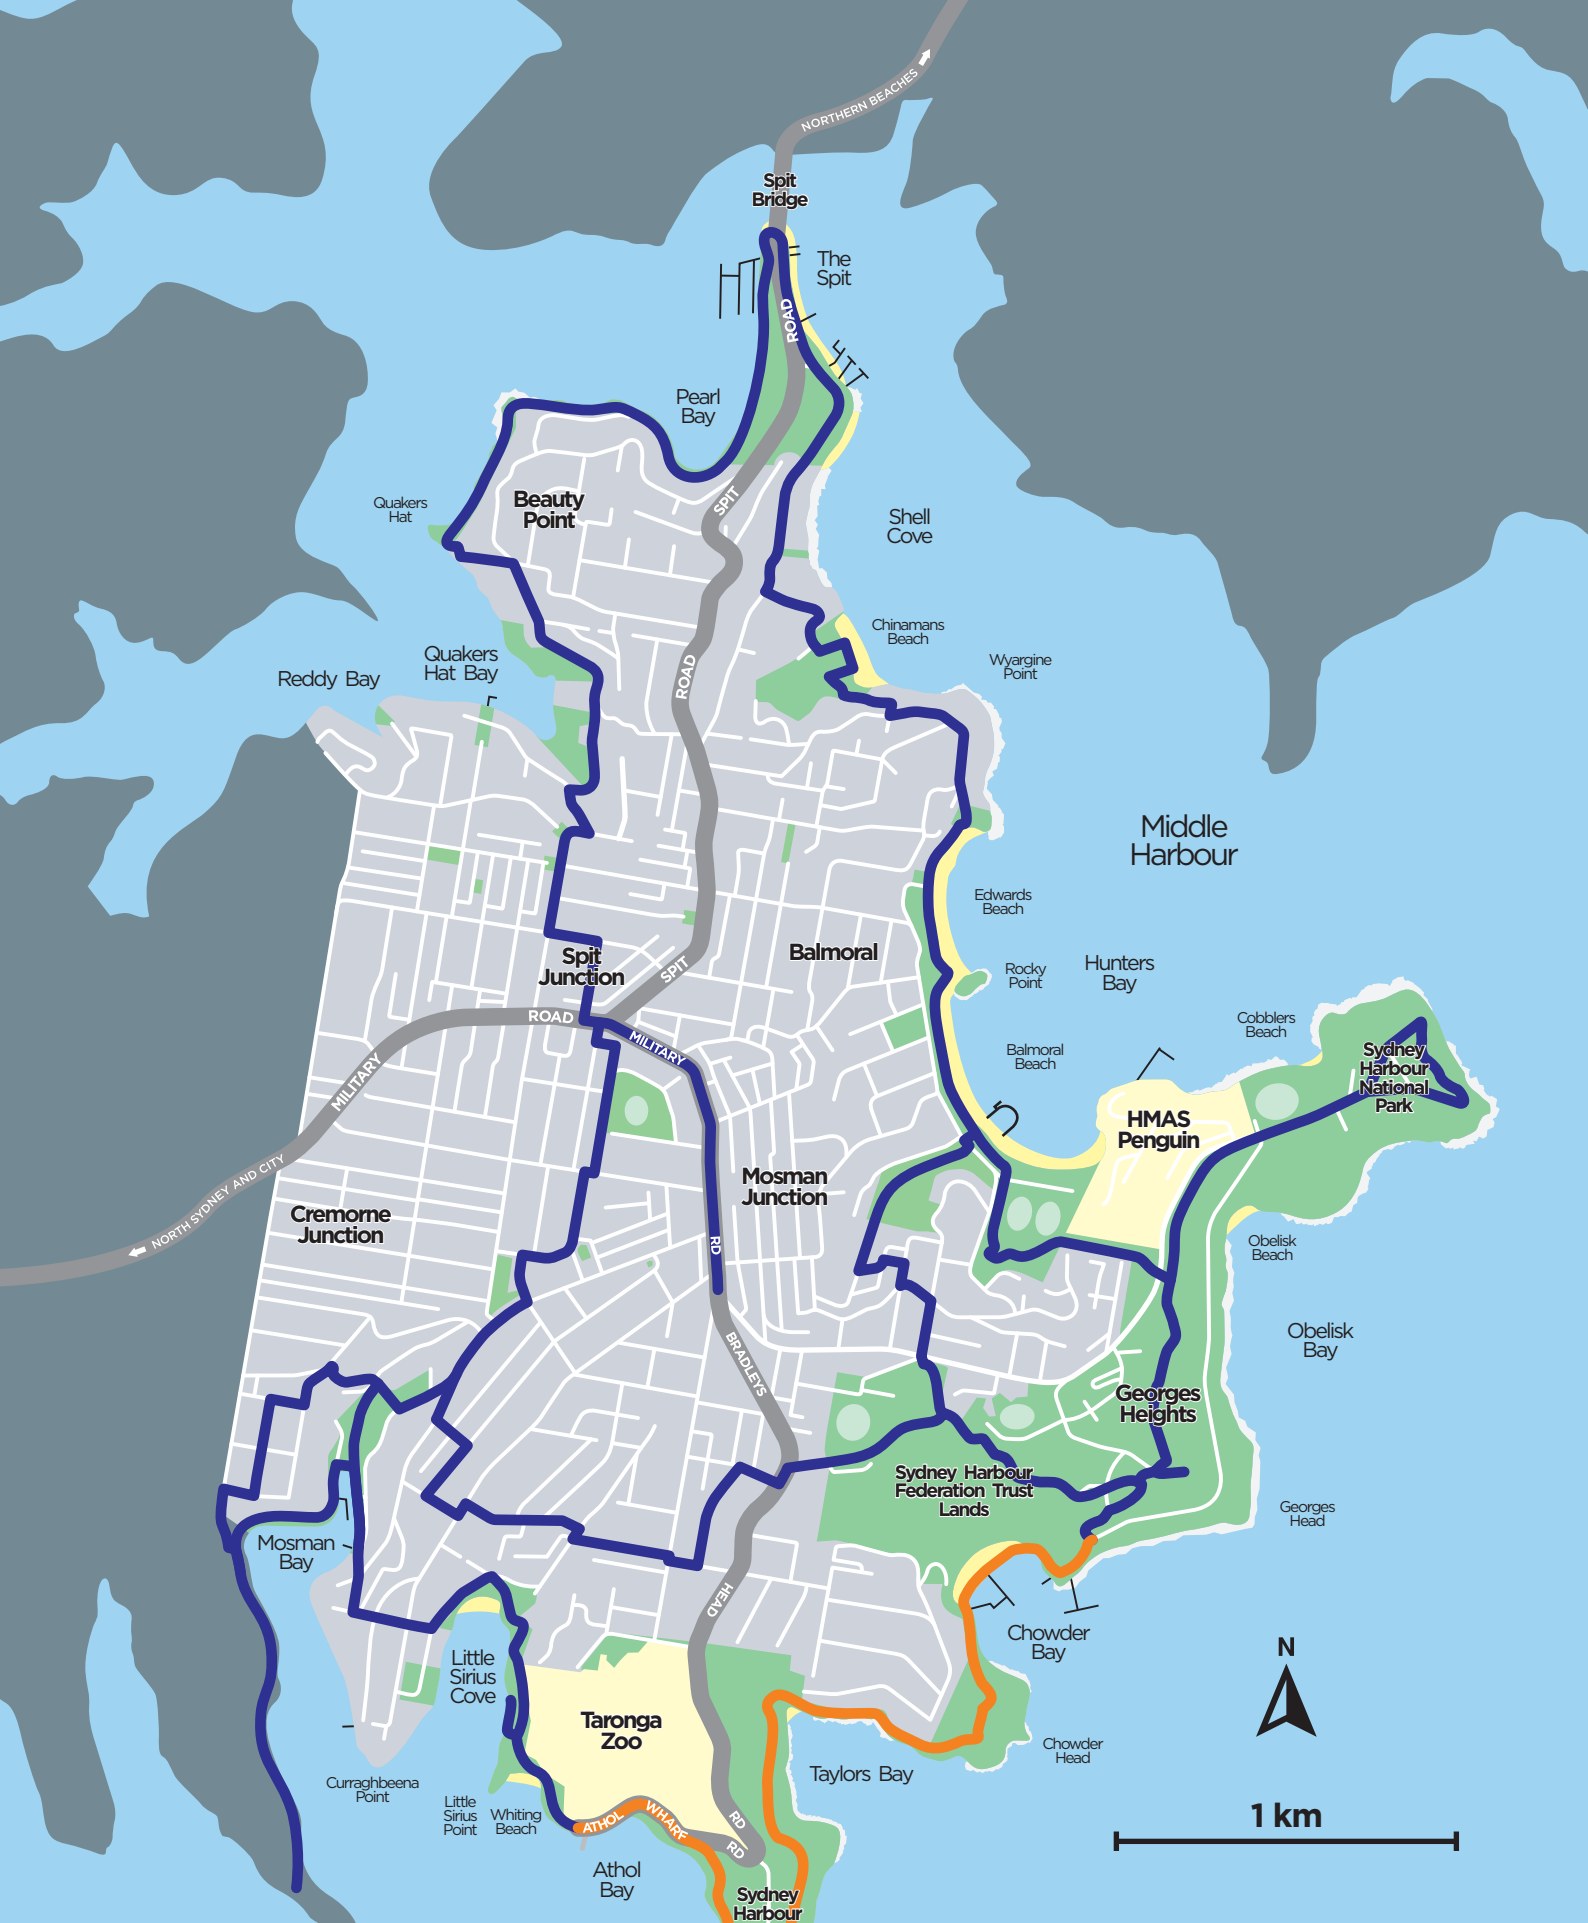 NORTHERN BEACHES
Spit
Bridge
The
Spit
ROAD
Pearl
Bay
SPIT
Beauty
Point
Quakers
Hat
Shell
Cove
Chinamans
Beach
Quakers
Hat Bay
Reddy Bay
ROAD
Wyargine
Point
Middle
Harbour
Edwards
Beach
Balmoral
Spit
Junction
SPIT
Rocky
Point
Hunters
Bay
ROAD
MILITARY
MILITARY
Balmoral
Beach
Cobblers
Beach
Sydney
Harbour
National
Park
HMAS
Penguin
NORTH SYDNEY AND CITY
Cremorne
Junction
Mosman
Junction
RD
Obelisk
Beach
Obelisk
Bay
BRADLEYS
Georges
Heights
Sydney Harbour
Federation Trust
Lands
Georges
Head
Mosman
Bay
HEAD
Chowder
Bay
N
Little
Sirius
Cove
Taronga
Zoo
Chowder
Head
Taylors Bay
Curraghbeena
Point
Little
Sirius
Point
Whiting
Beach
ATHOL WHARF RD
RD
1 km
Athol
Bay
Sydney
Harbour